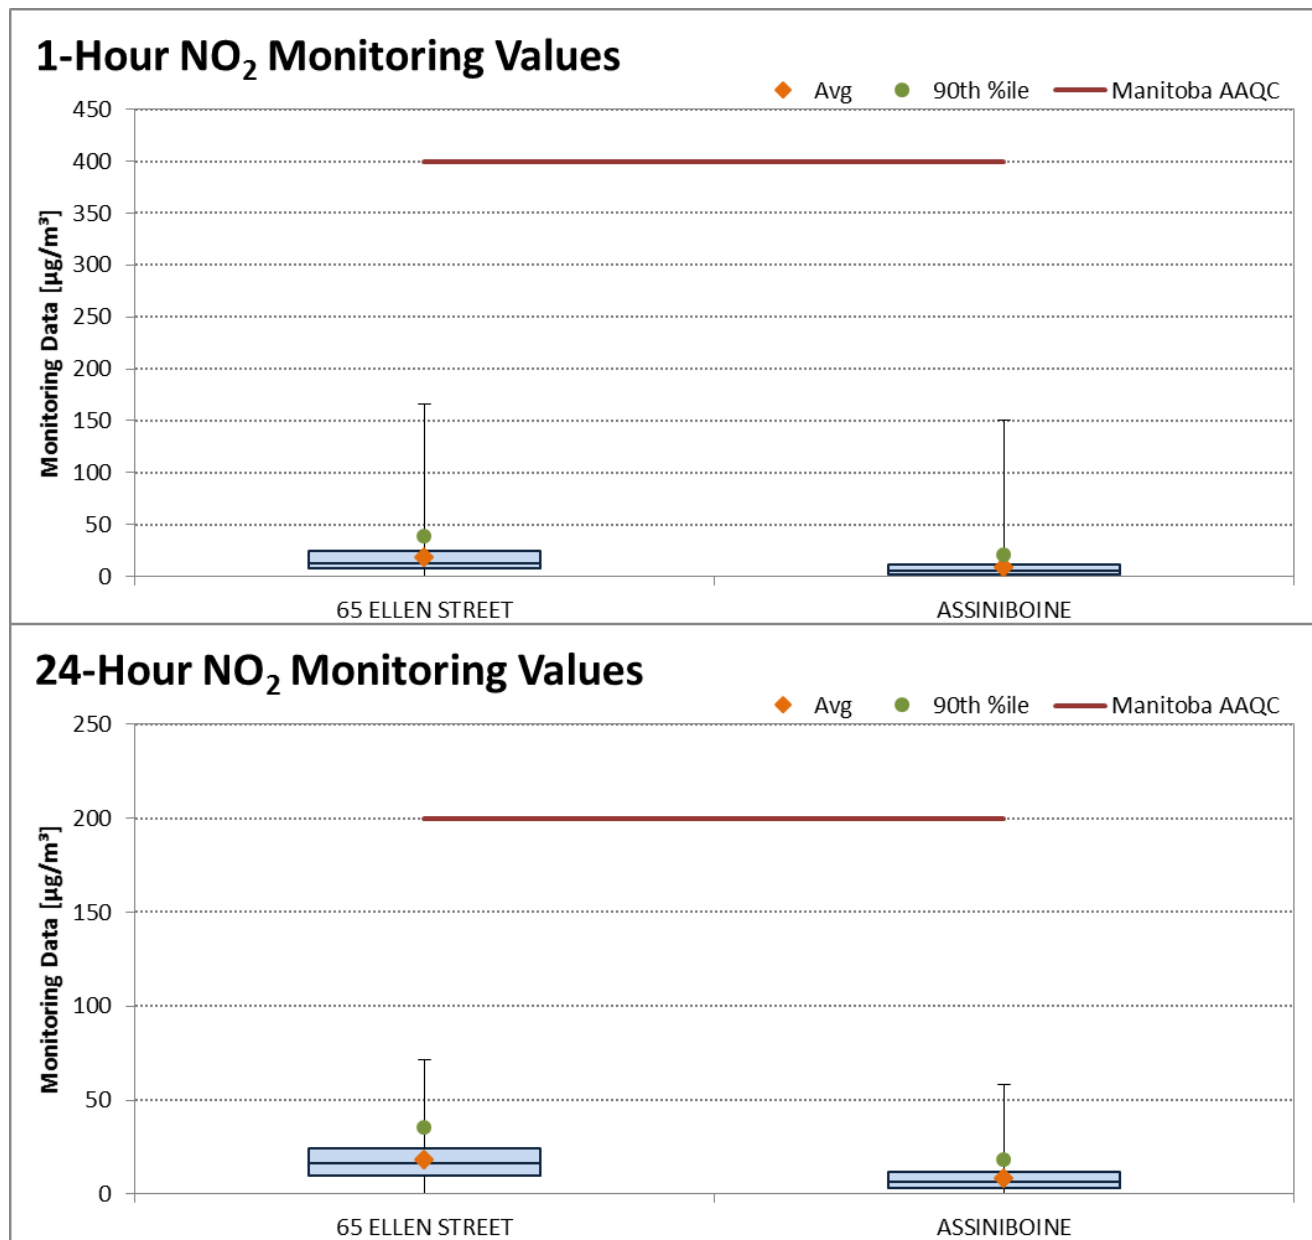 1-Hour NO₂ Monitoring Values
Avg 90th %ile Manitoba AAQC
Monitoring Data [µg/m³]
450
400
350
300
250
200
150
100
50
0
65 ELLEN STREET ASSINIBOINE
24-Hour NO₂ Monitoring Values
Avg 90th %ile Manitoba AAQC
Monitoring Data [µg/m³]
250
200
150
100
50
0
65 ELLEN STREET ASSINIBOINE